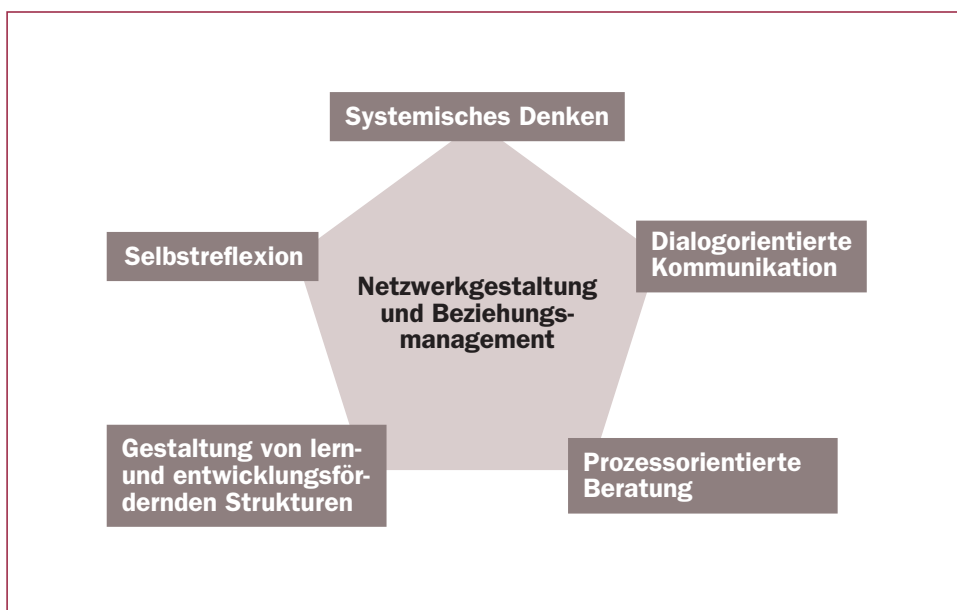 Systemisches Denken
Selbstreflexion
Dialogorientierte
Kommunikation
Netzwerkgestaltung
und Beziehungs-
management
Gestaltung von lern-
und entwicklungsför-
dernden Strukturen
Prozessorientierte
Beratung